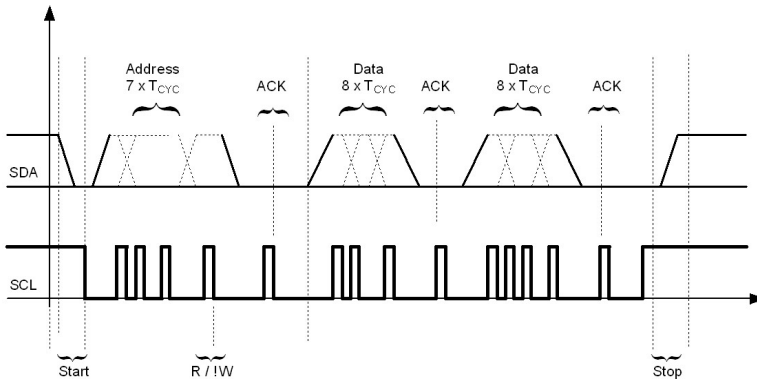 Address
7 x TCYC
ACK
Data
8 x TCYC
ACK
Data
8 x TCYC
ACK
SDA
SCL
Start
R / !W
Stop